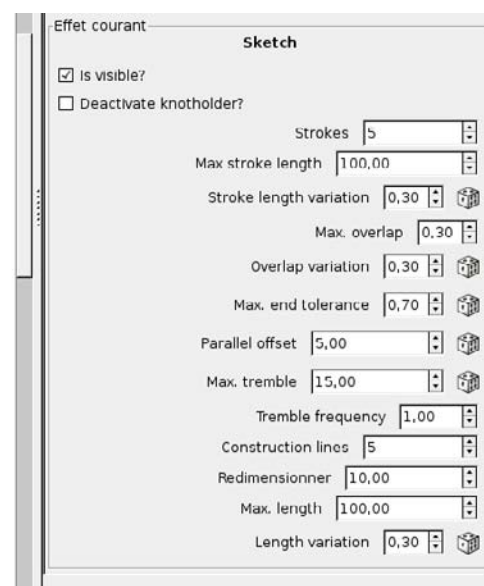 Effet courant
Sketch
Is visible?
Deactivate knotholder?
Strokes 5
Max stroke length 100,00
Stroke length variation 0,30
Max. overlap 0,30
Overlap variation 0,30
Max. end tolerance 0,70
Parallel offset 5,00
Max. tremble 15,00
Tremble frequency 1,00
Construction lines 5
Redimensionner 10,00
Max. length 100,00
Length variation 0,30